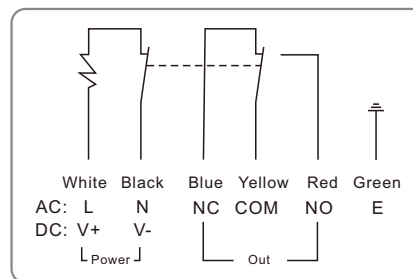 White Black Blue Yellow Red Green
AC: L N NC COM NO E
DC: V+ V-
Power Out